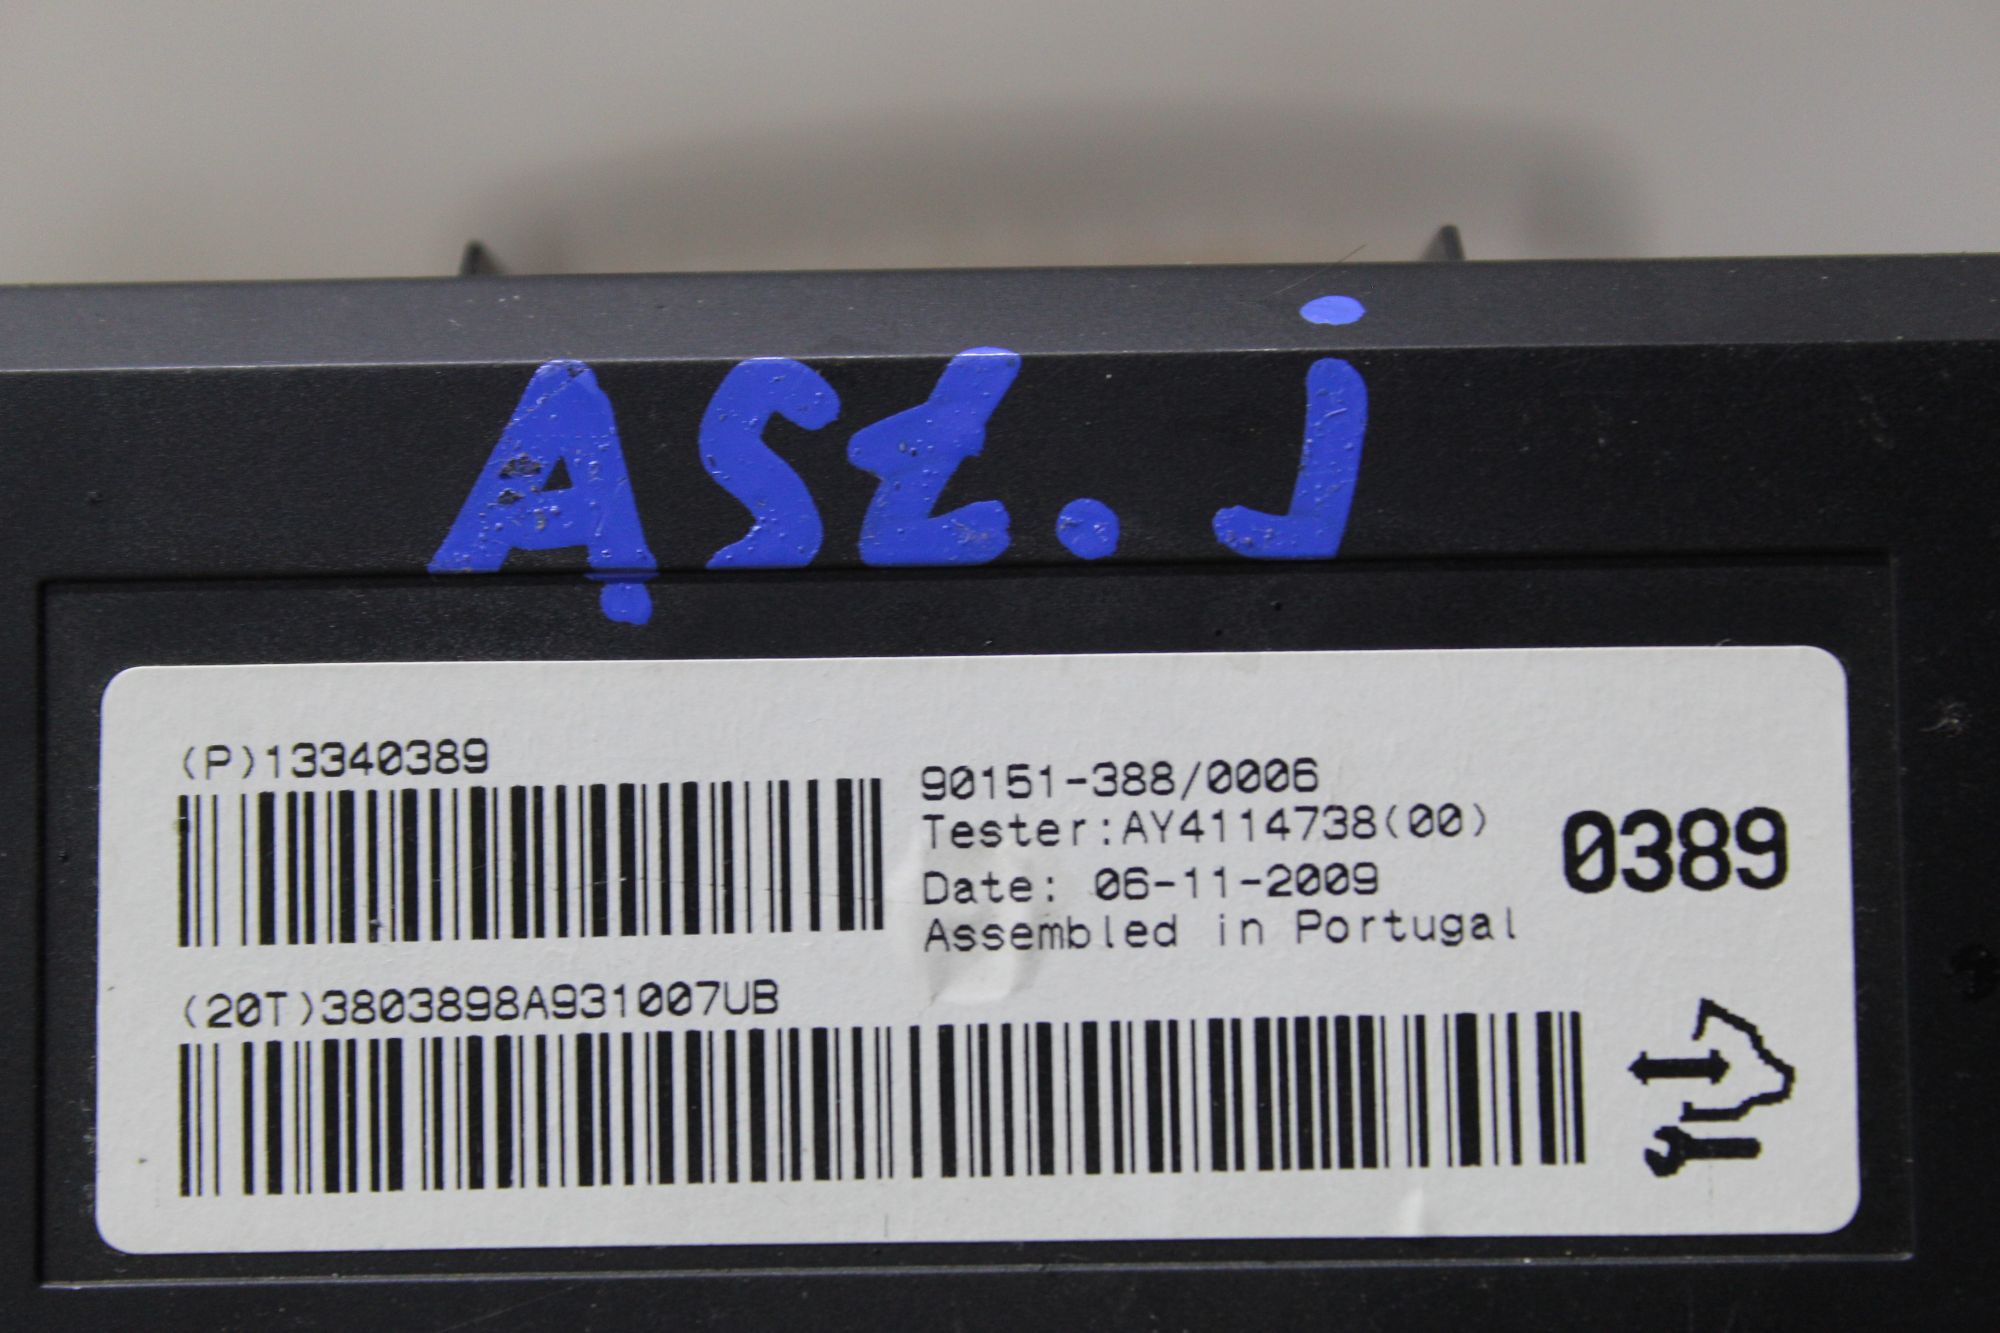 Ast. j
(P)13340389
90151-388/0006
Tester:AY4114738(00)
Date: 06-11-2009
Assembled in Portugal
0389
(20T)3803898A931007UB